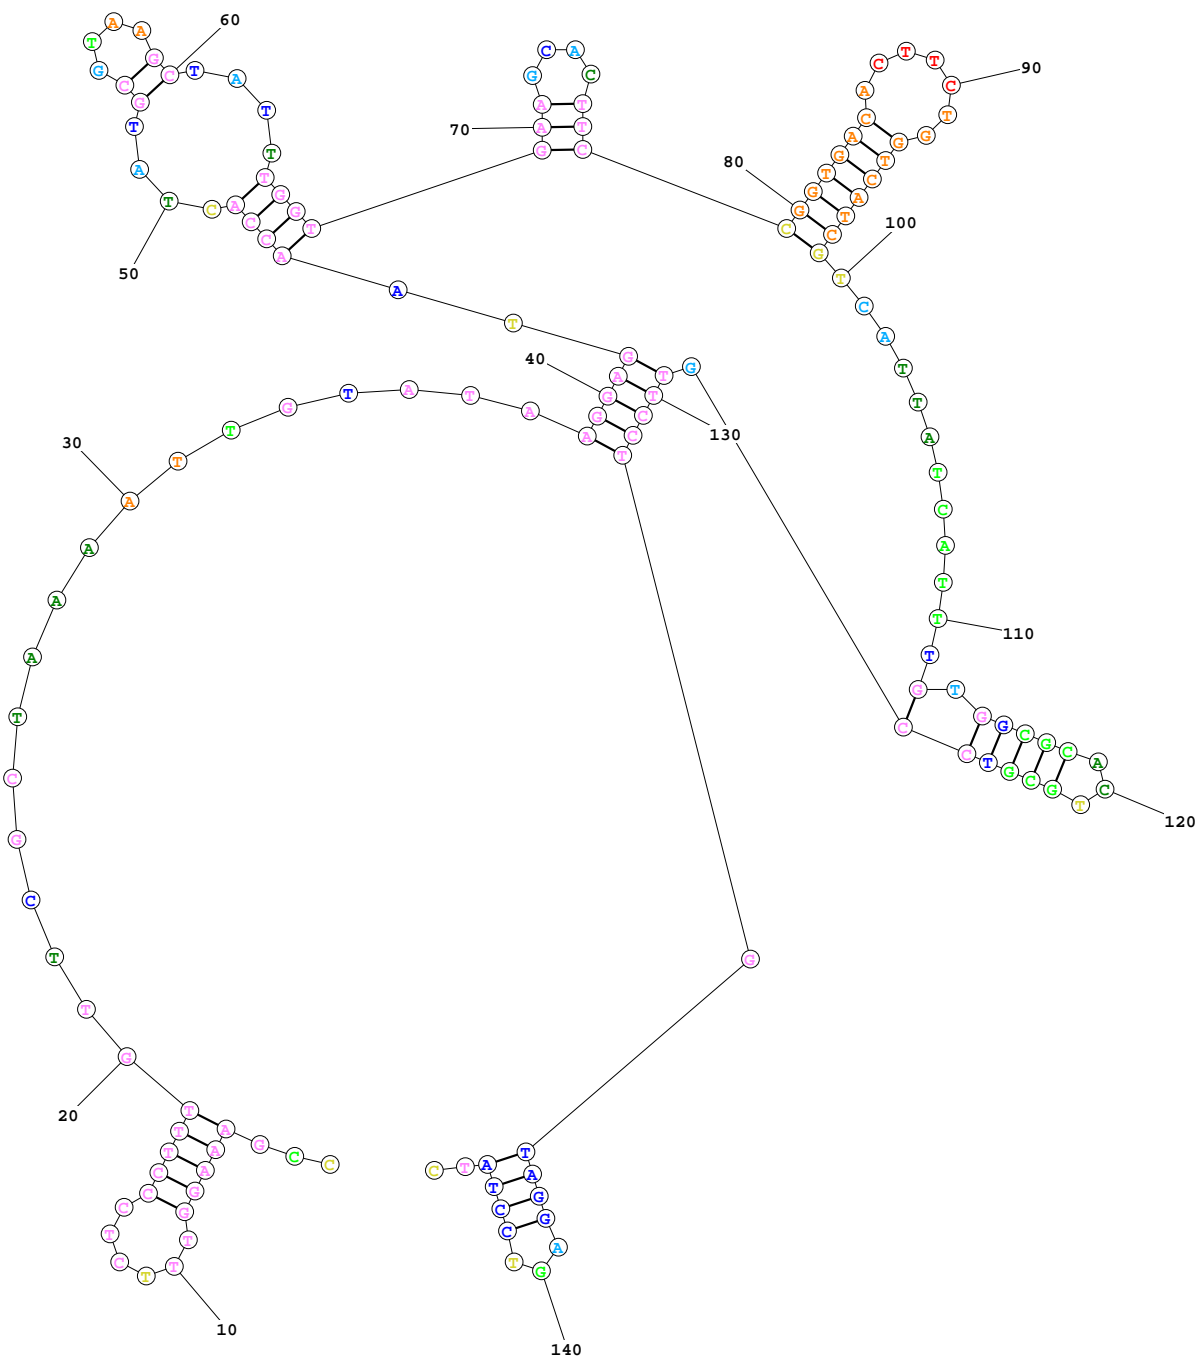 C C G A A A G G T T
10
T C T C C C T T T G
20
T T C G C T A A A A
30
T T G T A T A A G G
40
A G T A A C C A C T
50
A T G C G T A A G C
60
T A T T T G G T G A
70
A G C A C T T C C G
80
G T G A C A C T T C
90
T G G T C A T C G T
100
C A T T A T C A T T
110
T G T G G C G C A C
120
T G C G T C C G T T
130
C C T G T A G G A G
140
T C C T A T C